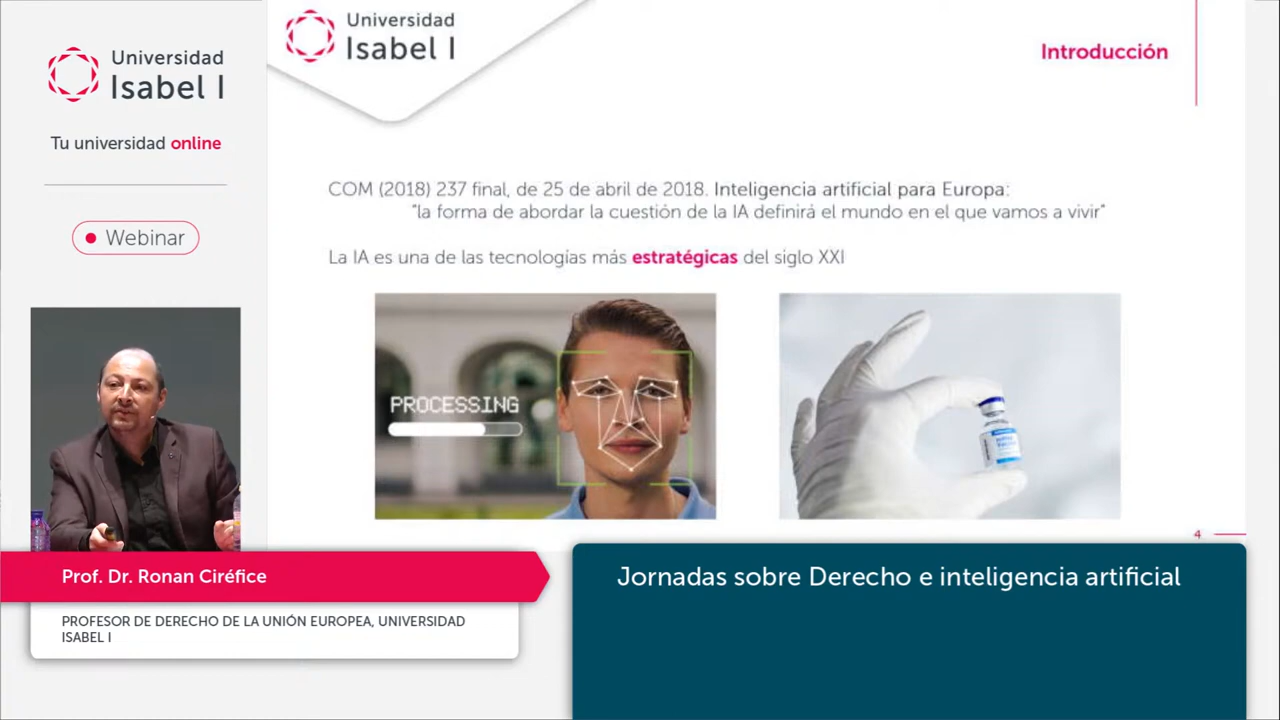 Universidad
Isabel I
Tu universidad online
Webinar
Universidad
Isabel I
Introducción
COM (2018) 237 final, de 25 de abril de 2018. Inteligencia artificial para Europa:
"la forma de abordar la cuestión de la IA definirá el mundo en el que vamos a vivir"
La IA es una de las tecnologías más estratégicas del siglo XXI
PROCESSING
4
Prof. Dr. Ronan Ciréfice
PROFESOR DE DERECHO DE LA UNIÓN EUROPEA, UNIVERSIDAD
ISABEL I
Jornadas sobre Derecho e inteligencia artificial